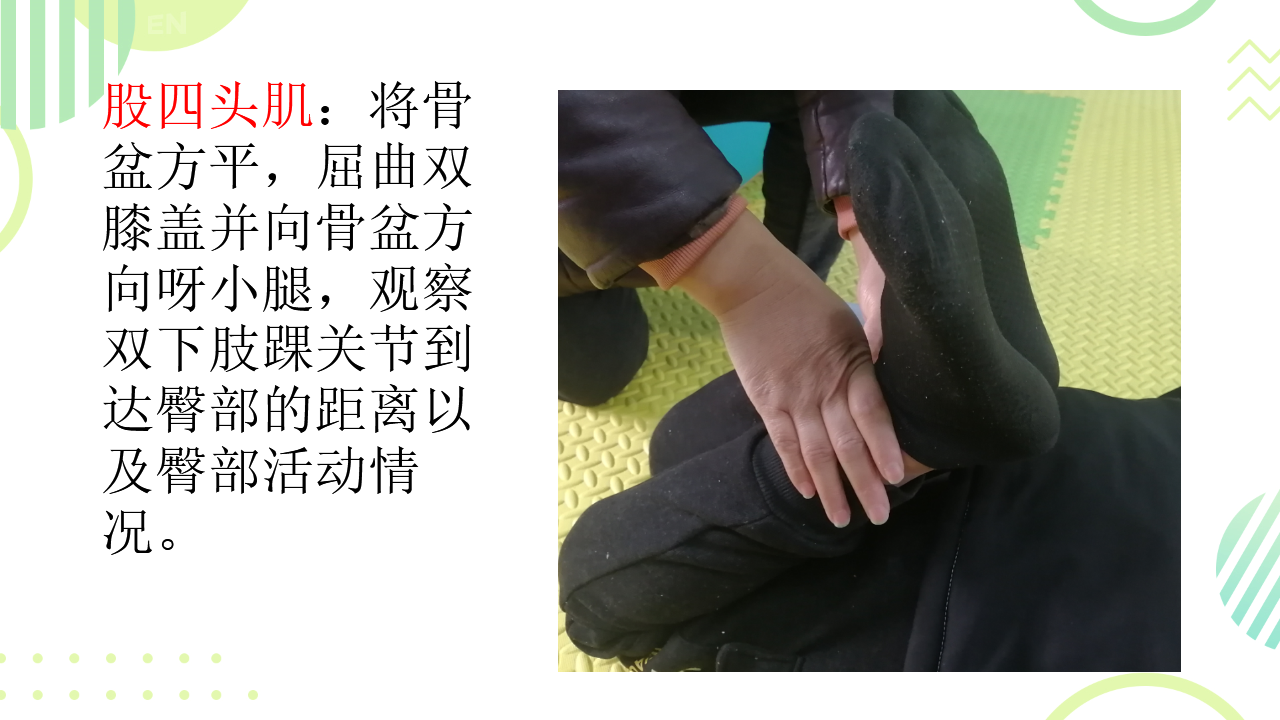 EN
股四头肌：将骨
盆方平，屈曲双
膝盖并向骨盆方
向呀小腿，观察
双下肢踝关节到
达臀部的距离以
及臀部活动情
况。